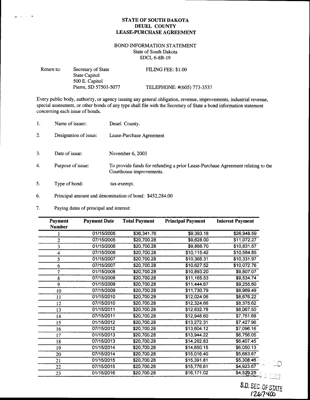 STATE OF SOUTH DAKOTA
DEUEL COUNTY
LEASE-PURCHASE AGREEMENT
BOND INFORMATION STATEMENT
State of South Dakota
SDCL 6-8B-19
Return to: Secretary of State FILING FEE: $1.00
State Capitol
500 E. Capitol
Pierre, SD 57501-5077 TELEPHONE: #(605) 773-3537
Every public body, authority, or agency issuing any general obligation, revenue, improvements, industrial revenue,
special assessment, or other bonds of any type shall file with the Secretary of State a bond information statement
concerning each issue of bonds.
1. Name of issuer: Deuel County.
2. Designation of issue: Lease-Purchase Agreement
3. Date of issue: November 6, 2003
4. Purpose of issue: To provide funds for refunding a prior Lease-Purchase Agreement relating to the
Courthouse improvements.
5. Type of bond: tax-exempt.
6. Principal amount and denomination of bond: $452,284.00
7. Paying dates of principal and interest:
Payment Payment Date Total Payment Principal Payment Interest Payment
Number
1 01/15/2005 $36,341.76 $9,393.18 $26,948.59
2 07/15/2005 $20,700.28 $9,628.00 $11,072.27
3 01/15/2006 $20,700.28 $9,868.70 $10,831.57
4 07/15/2006 $20,700.28 $10,115.42 $10,584.85
5 01/15/2007 $20,700.28 $10,368.31 $10,331.97
6 07/15/2007 $20,700.28 $10,627.52 $10,072.76
7 01/15/2008 $20,700.28 $10,893.20 $9,807.07
8 07/15/2008 $20,700.28 $11,165.53 $9,534.74
9 01/15/2009 $20,700.28 $11,444.67 $9,255.60
10 07/15/2009 $20,700.28 $11,730.79 $8,969.49
11 01/15/2010 $20,700.28 $12,024.06 $8,676.22
12 07/15/2010 $20,700.28 $12,324.66 $8,375.62
13 01/15/2011 $20,700.28 $12,632.78 $8,067.50
14 07/15/2011 $20,700.28 $12,948.60 $7,751.68
15 01/15/2012 $20,700.28 $13,272.31 $7,427.96
16 07/15/2012 $20,700.28 $13,604.12 $7,096.16
17 01/15/2013 $20,700.28 $13,944.22 $6,756.05
18 07/15/2013 $20,700.28 $14,292.83 $6,407.45
19 01/15/2014 $20,700.28 $14,650.15 $6,050.13
20 07/15/2014 $20,700.28 $15,016.40 $5,683.87
21 01/15/2015 $20,700.28 $15,391.81 $5,308.46
22 07/15/2015 $20,700.28 $15,776.61 $4,923.67
23 01/15/2016 $20,700.28 $16,171.02 $4,529.25
S.D. SEC. OF STATE